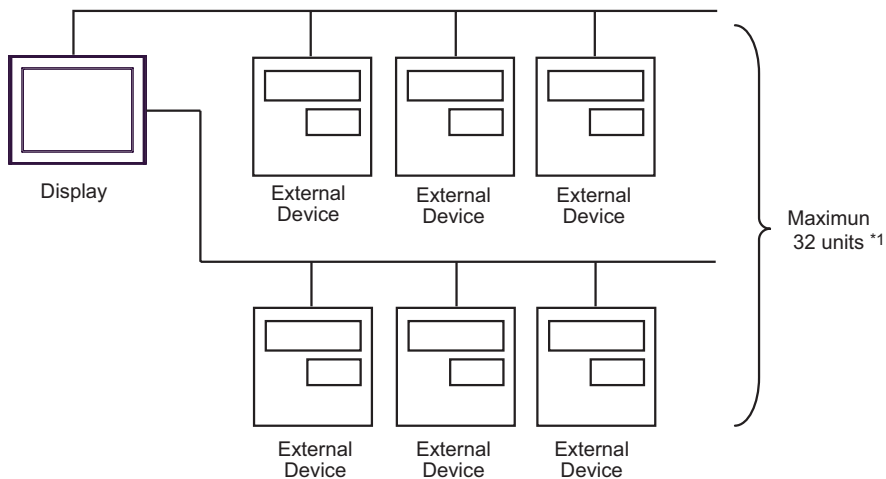 Display
External
Device
External
Device
External
Device
Maximun
32 units *1
External
Device
External
Device
External
Device